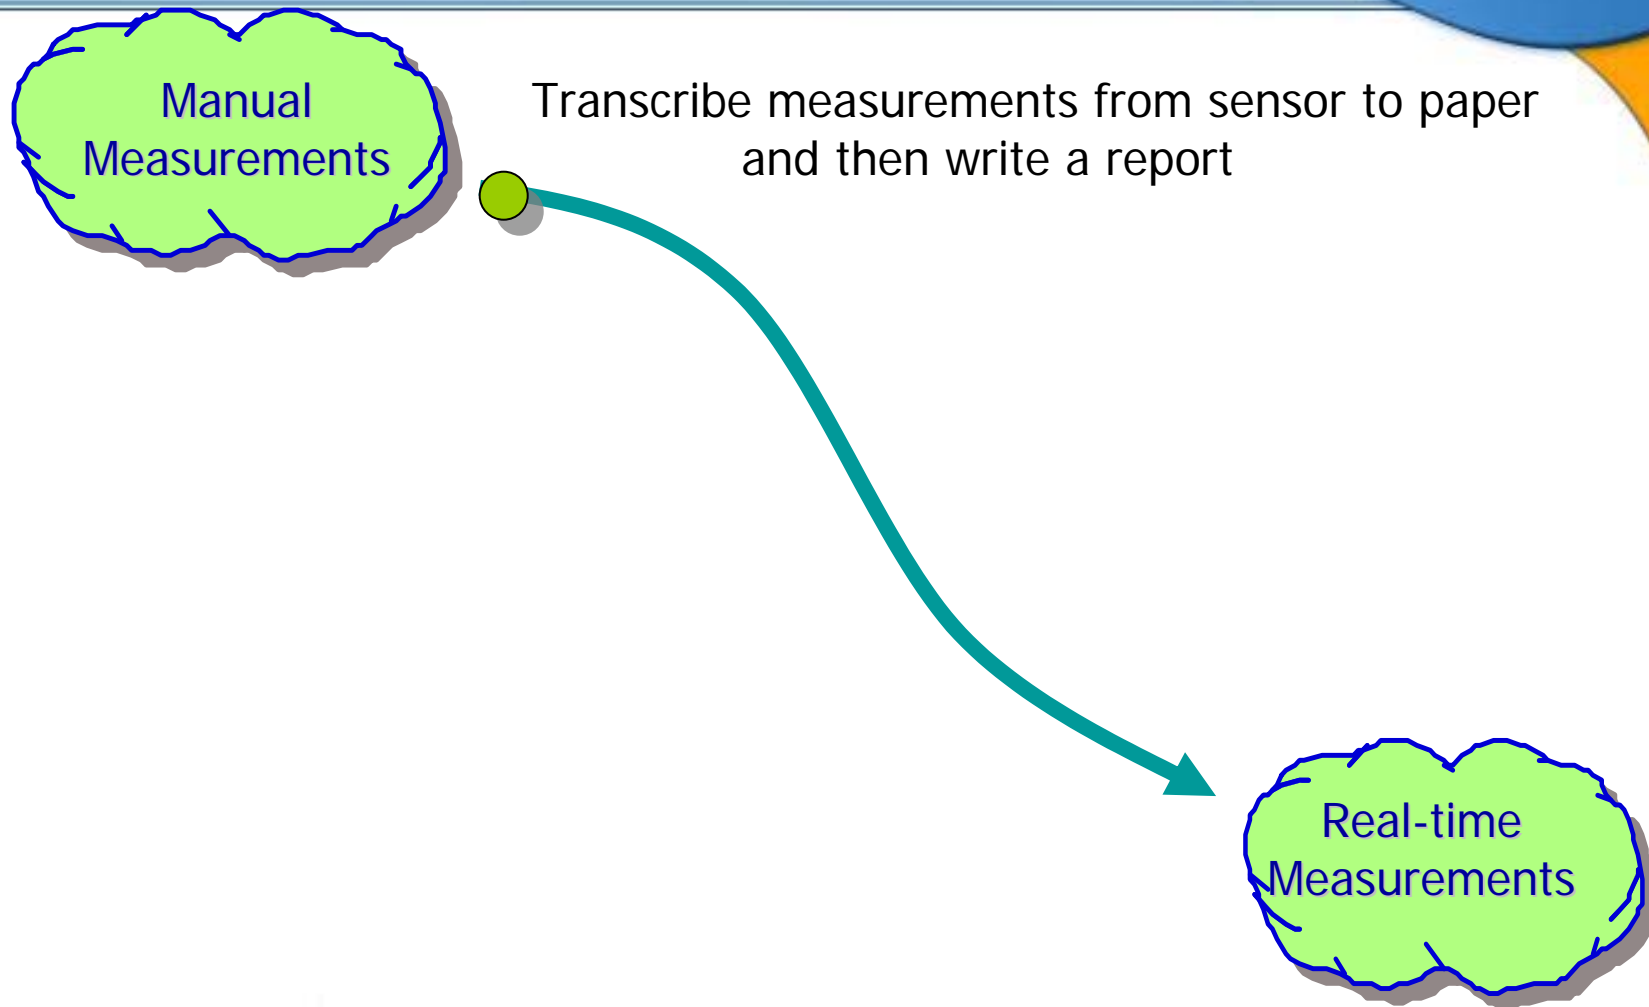 Manual
Measurements
Transcribe measurements from sensor to paper
and then write a report
Real-time
Measurements